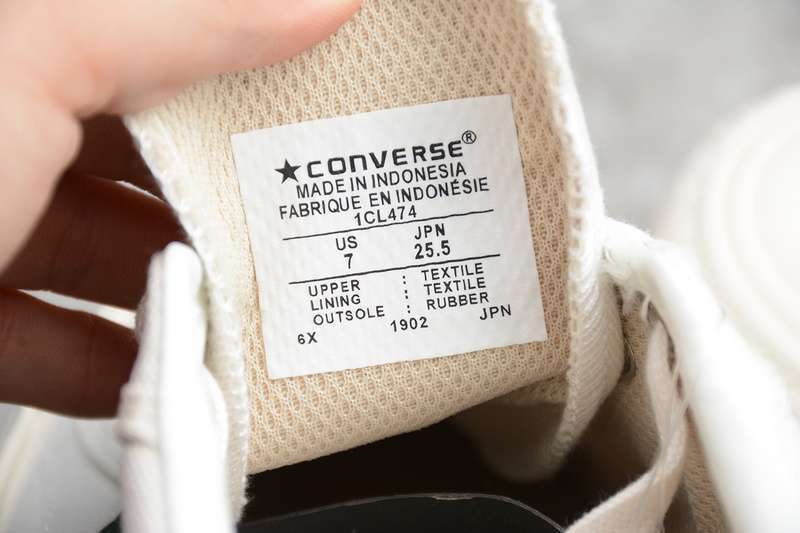 ★CONVERSE®
MADE IN INDONESIA
FABRIQUE EN INDONÉSIE
1CL474
US JPN
7 25.5
UPPER : TEXTILE
LINING : TEXTILE
OUTSOLE : RUBBER
6X 1902 JPN